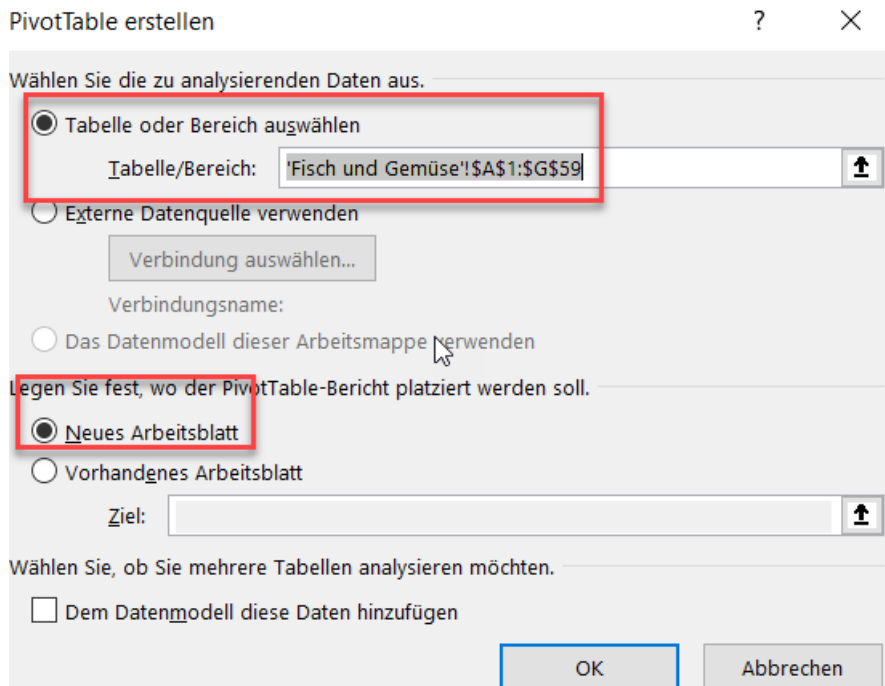 PivotTable erstellen ?
Wählen Sie die zu analysierenden Daten aus.
Tabelle oder Bereich auswählen
Tabelle/Bereich: 'Fisch und Gemüse'!$A$1:$G$59
Externe Datenquelle verwenden
Verbindung auswählen...
Verbindungsname:
Das Datenmodell dieser Arbeitsmappe verwenden
Legen Sie fest, wo der PivotTable-Bericht platziert werden soll.
Neues Arbeitsblatt
Vorhandenes Arbeitsblatt
Ziel:
Wählen Sie, ob Sie mehrere Tabellen analysieren möchten.
Dem Datenmodell diese Daten hinzufügen
OK Abbrechen